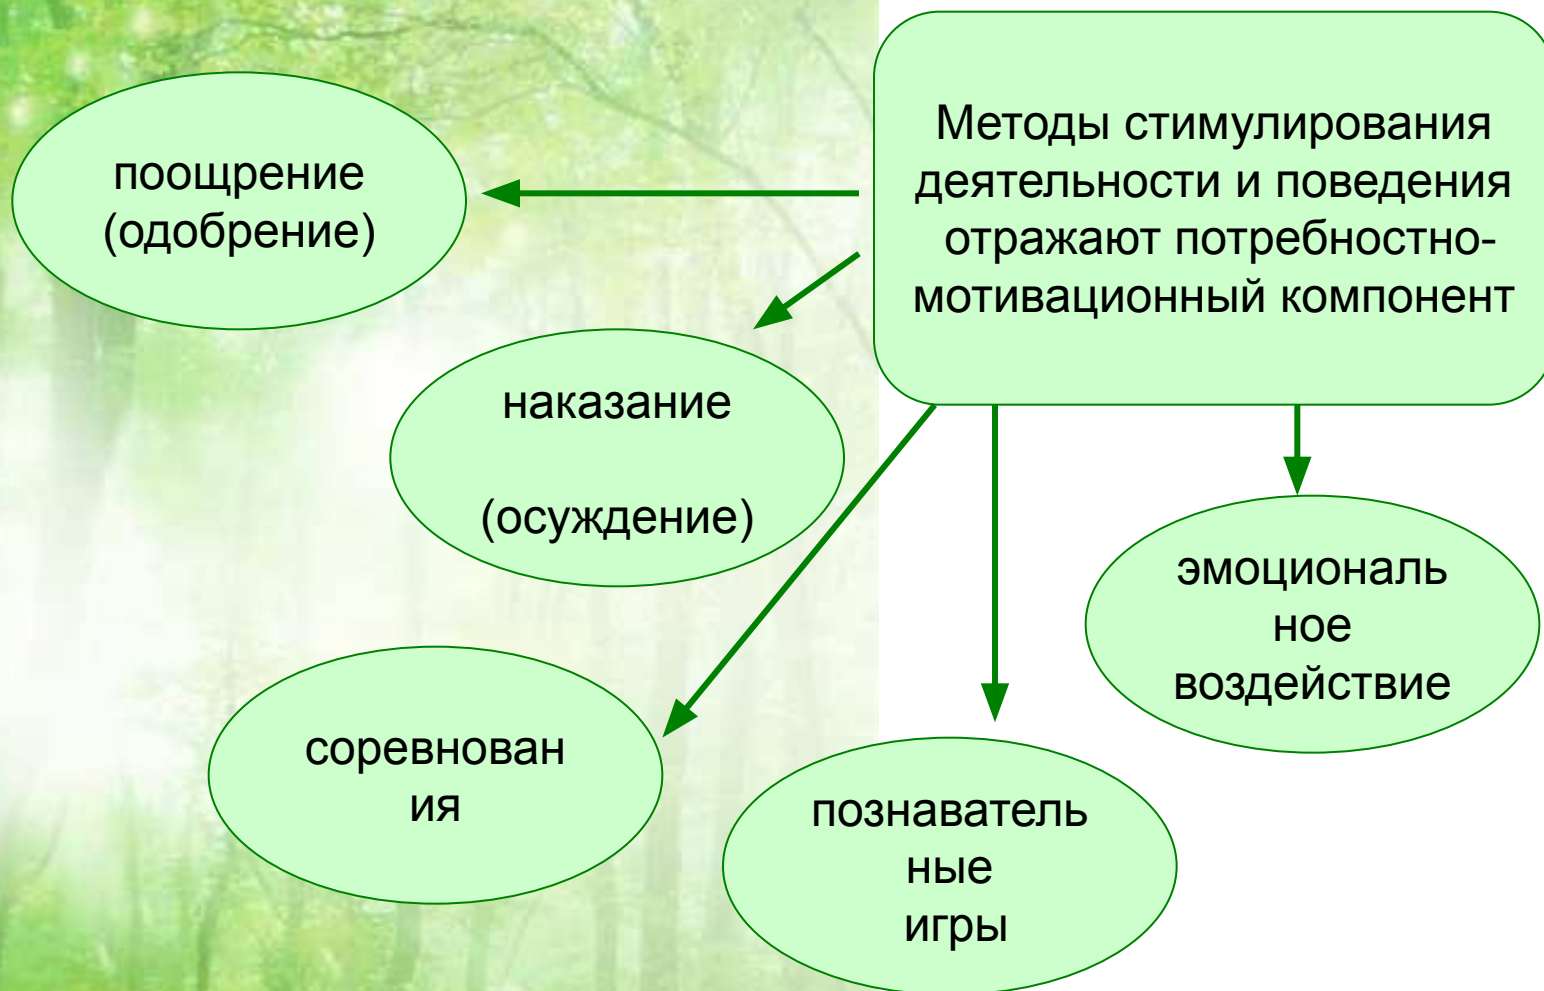 Методы стимулирования
деятельности и поведения
отражают потребностно-
мотивационный компонент
поощрение
(одобрение)
наказание
(осуждение)
соревнован
ия
познаватель
ные
игры
эмоциональ
ное
воздействие